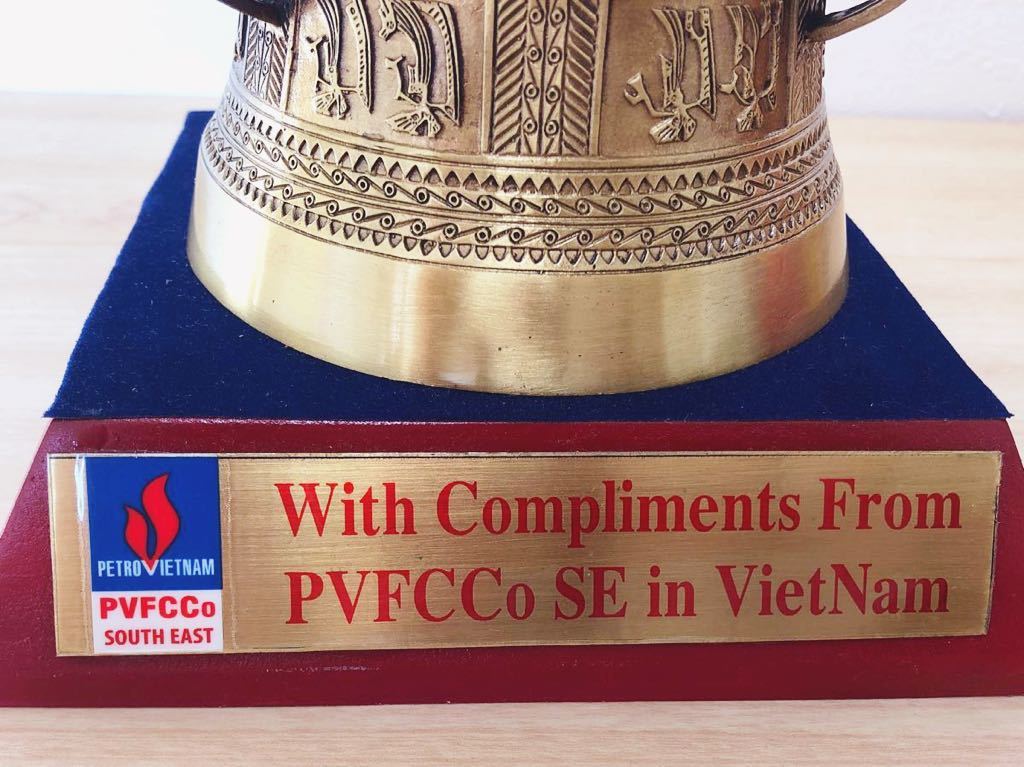 PETROVIETNAM
PVFCCo
SOUTH EAST
With Compliments From
PVFCCo SE in VietNam